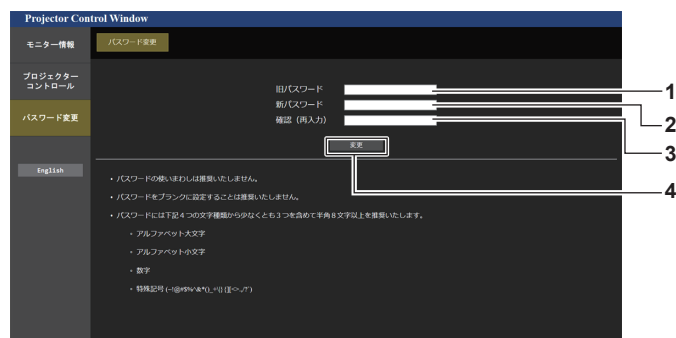 Projector Control Window
モニター情報
パスワード変更
プロジェクター
コントロール
旧パスワード
1
新パスワード
2
パスワード変更
確認（再入力）
3
変更
English
・パスワードの使いまわしは推奨いたしません。
4
・パスワードをブランクに設定することは推奨いたしません。
・パスワードには下記４つの文字種類から少なくとも３つを含めて半角８文字以上を推奨いたします。
・アルファベット大文字
・アルファベット小文字
・数字
・特殊記号